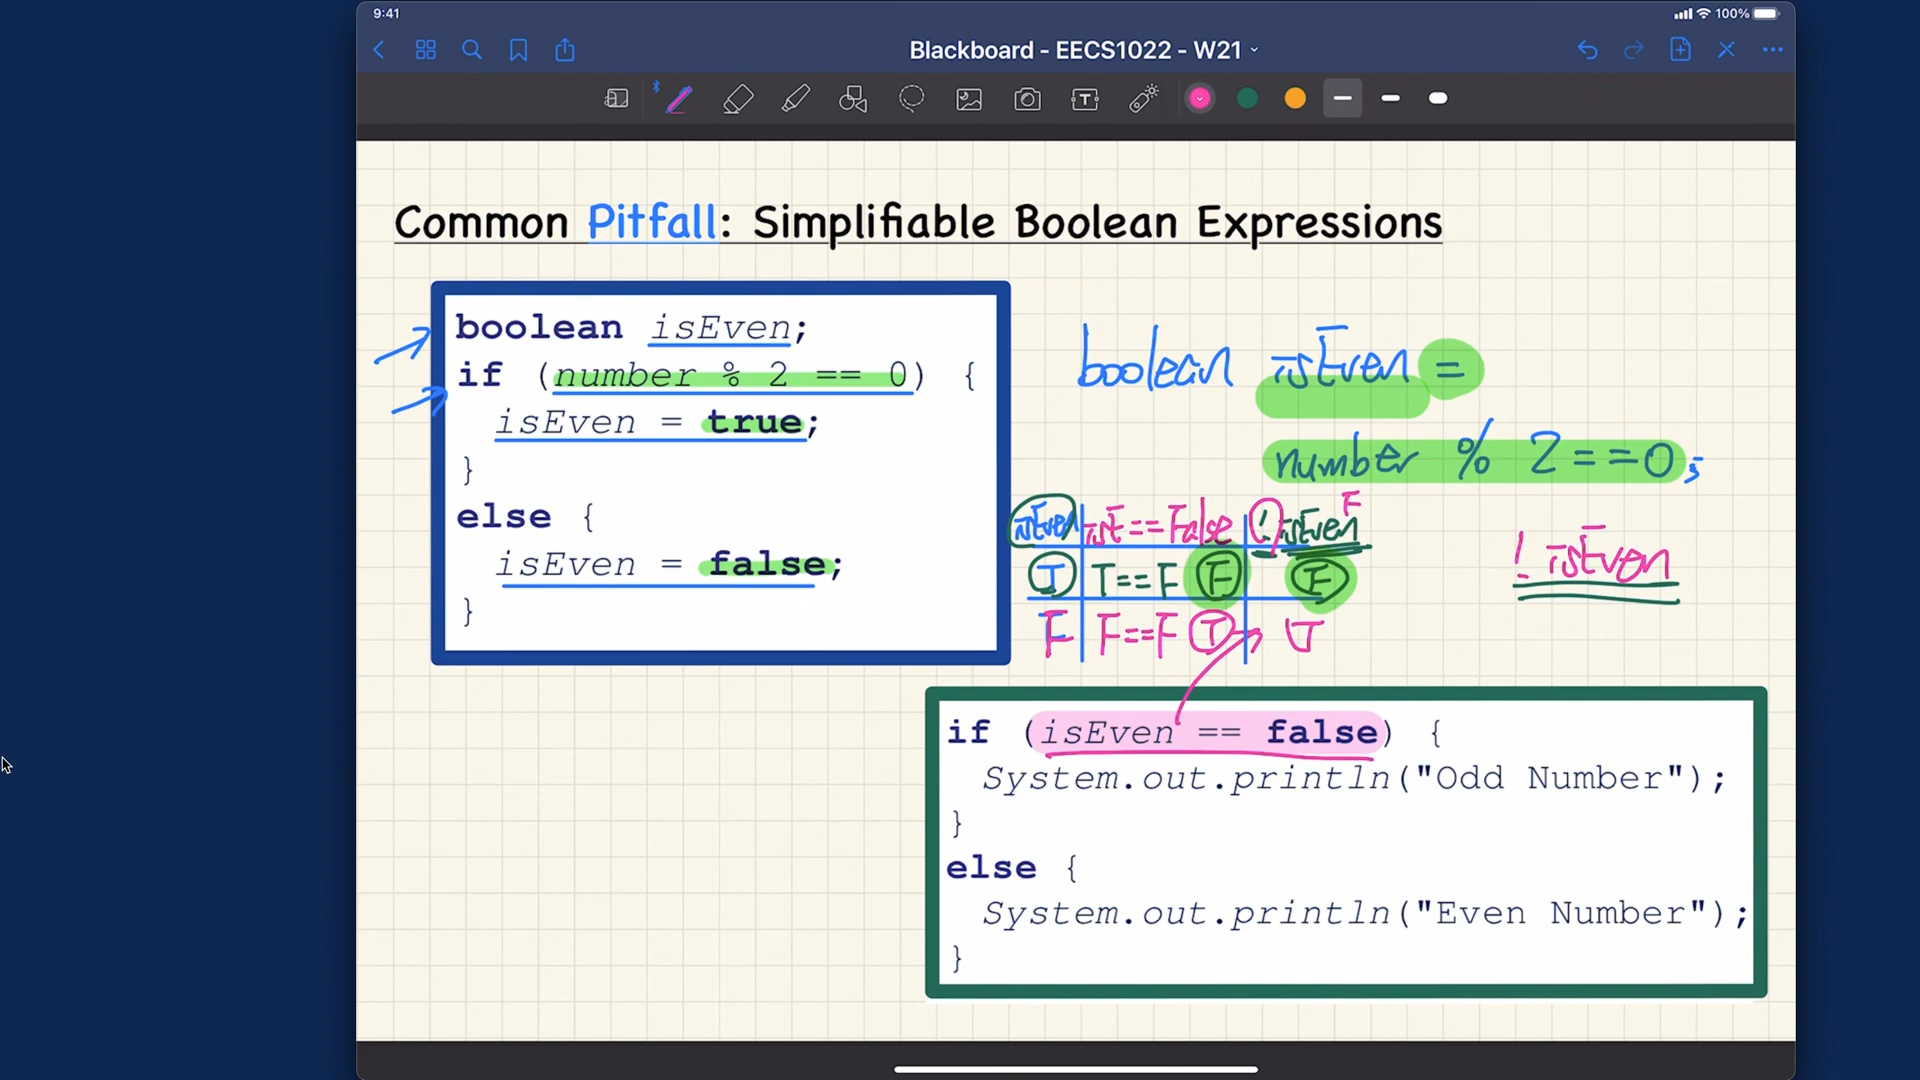 9:41
100%
Blackboard - EECS1022 - W21
Common Pitfall: Simplifiable Boolean Expressions
boolean isEven;
if (number % 2 == 0) {
isEven = true;
}
else {
isEven = false;
}
boolean isEven =
number % 2 == 0;
isEven isE == False !isEven F
T T == F F F
F F == F T T
! isEven
if (isEven == false) {
System.out.println("Odd Number");
}
else {
System.out.println("Even Number");
}